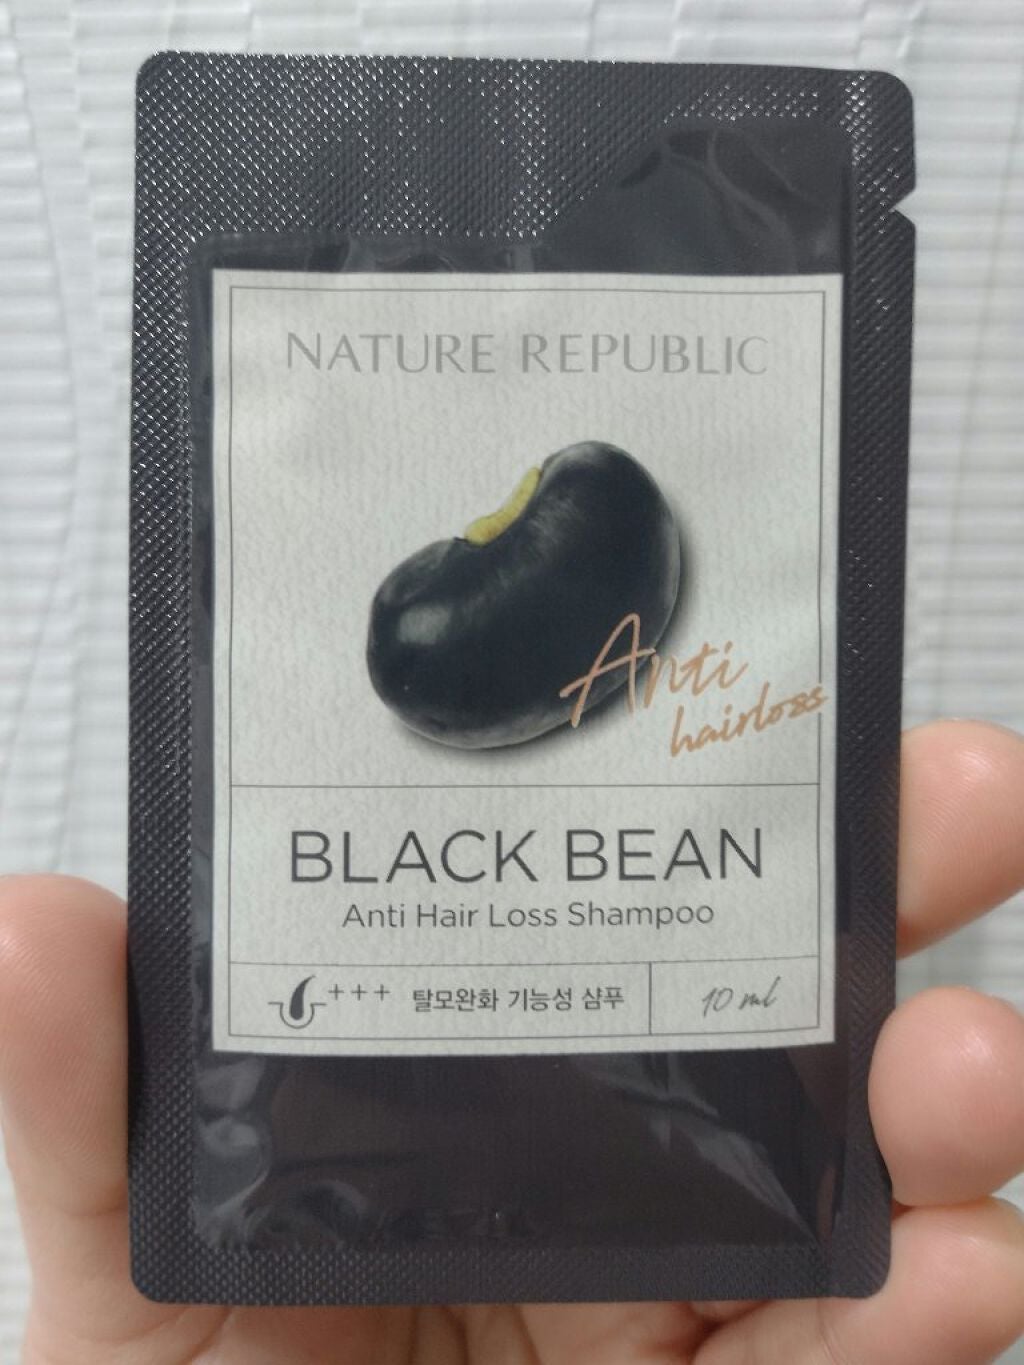 NATURE REPUBLIC
Anti
hairloss
BLACK BEAN
Anti Hair Loss Shampoo
+++ 탈모완화 기능성 샴푸
10 ml